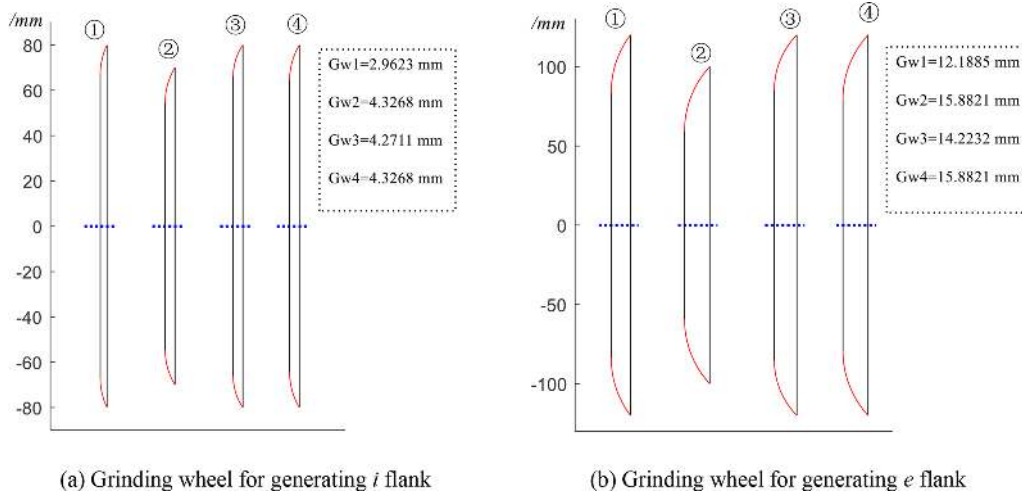 /mm
①
②
③
④
80
60
40
20
0
-20
-40
-60
-80
Gw1=2.9623 mm
Gw2=4.3268 mm
Gw3=4.2711 mm
Gw4=4.3268 mm
(a) Grinding wheel for generating i flank
/mm
①
②
③
④
100
50
0
-50
-100
Gw1=12.1885 mm
Gw2=15.8821 mm
Gw3=14.2232 mm
Gw4=15.8821 mm
(b) Grinding wheel for generating e flank